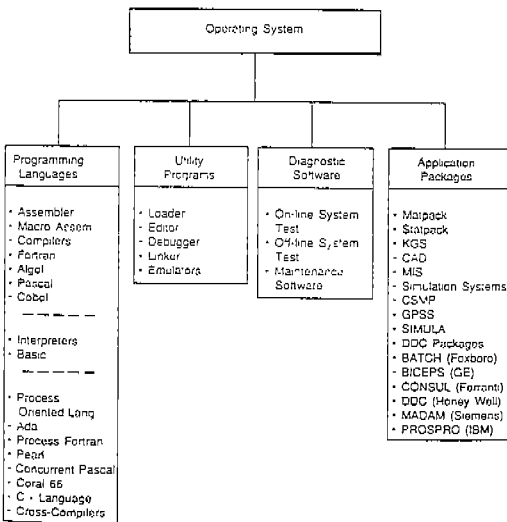 Operating System
Programming
Languages
• Assembler
- Macro Assem
- Compilers
• Fortran
• Algol
• Pascal
- Cobol
• Interpreters
• Basic
• Process
Oriented Lang
- Ada
• Process Fortran
• Pearl
- Concurrent Pascal
• Coral 66
• C - Language
- Cross-Compilers
Utility
Programs
• Loader
- Editor
- Debugger
• Linker
• Emulators
Diagnostic
Software
• On-line System
Test
• Off-line System
Test
• Maintenance
Software
Application
Packages
• Matpack
• Statpack
• KGS
• CAD
• MIS
- Simulation Systems
• CSMP
• GPSS
• SIMULA
• DDC Packages
• BATCH (Foxboro)
- BICEPS (GE)
• CONSUL (Ferranti)
• DDC (Honey Well)
• MADAM (Siemens)
• PROSPRO (IBM)